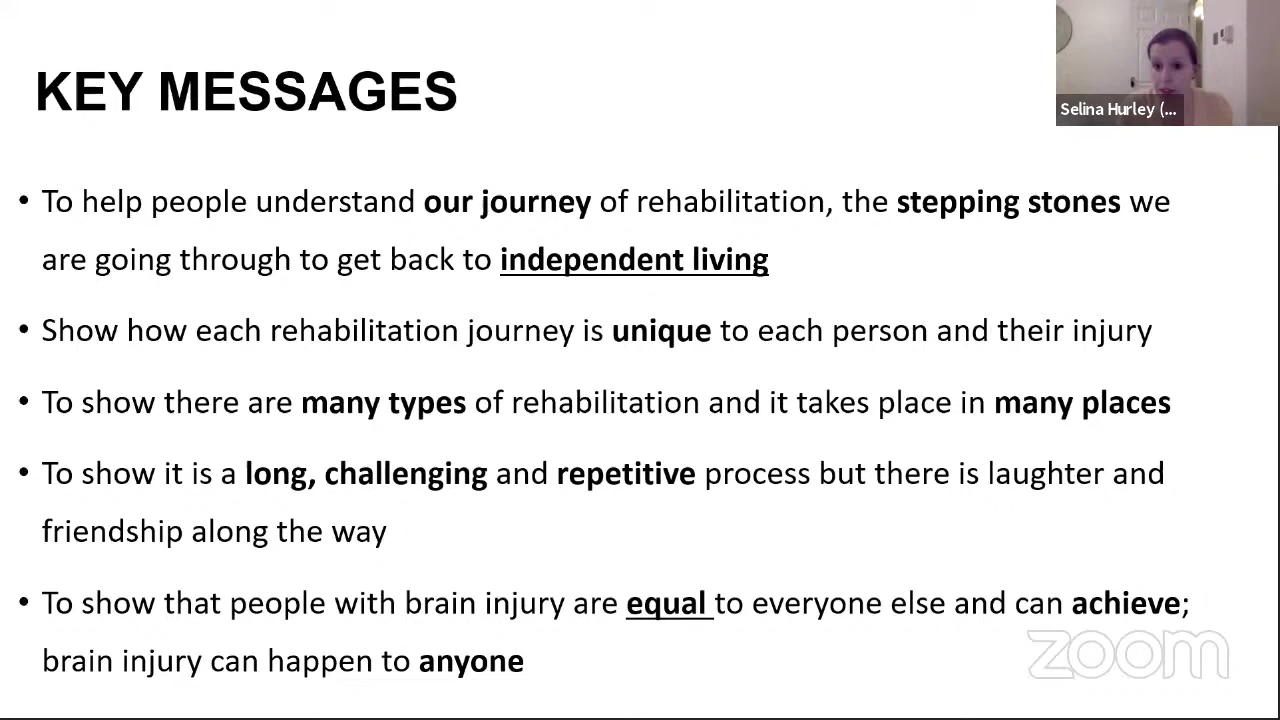 KEY MESSAGES
Selina Hurley (...
• To help people understand our journey of rehabilitation, the stepping stones we
are going through to get back to independent living
• Show how each rehabilitation journey is unique to each person and their injury
• To show there are many types of rehabilitation and it takes place in many places
• To show it is a long, challenging and repetitive process but there is laughter and
friendship along the way
• To show that people with brain injury are equal to everyone else and can achieve;
brain injury can happen to anyone
zoom